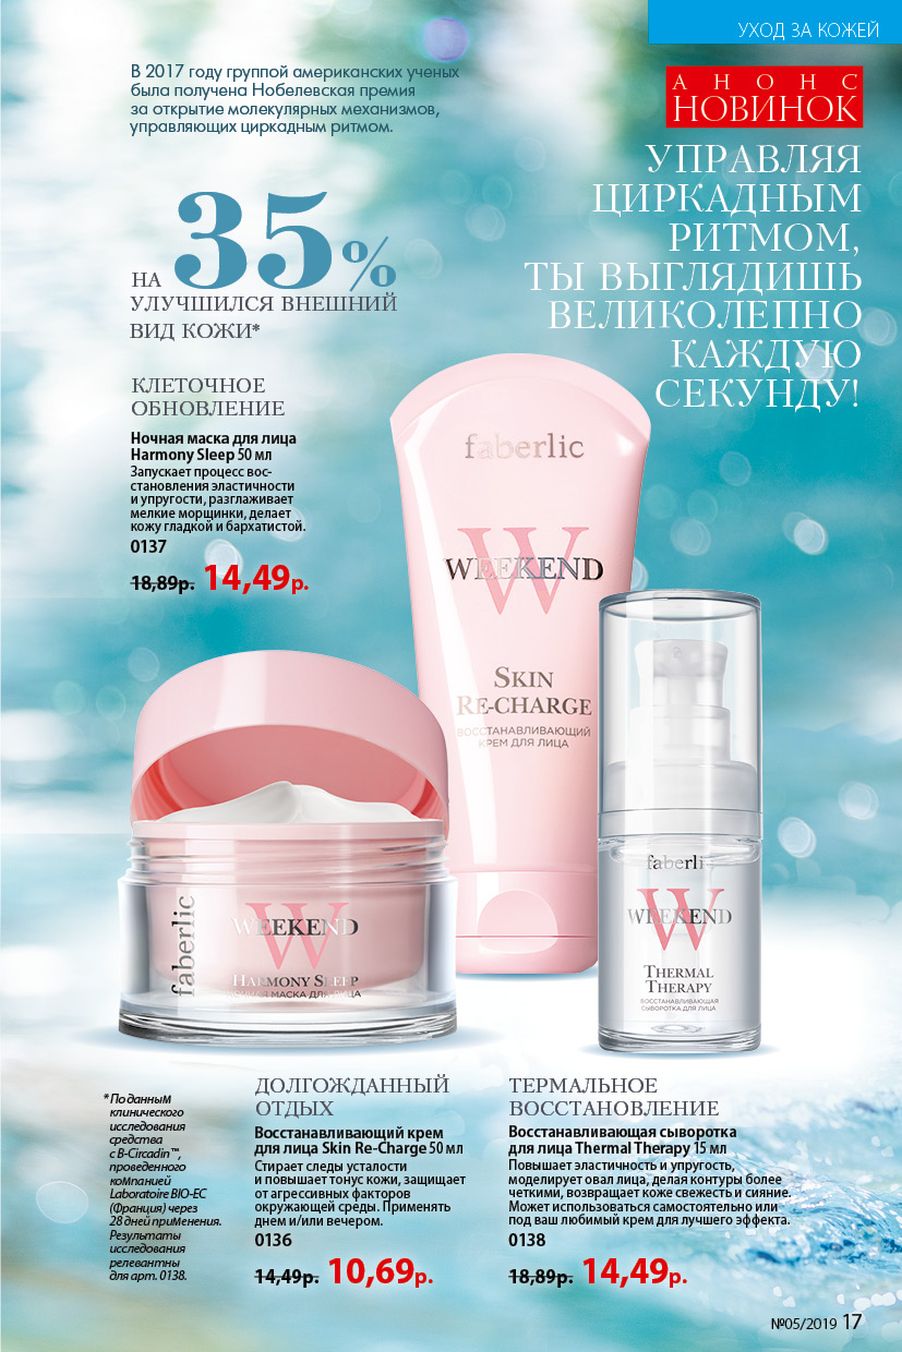 УХОД ЗА КОЖЕЙ
В 2017 году группой американских ученых
была получена Нобелевская премия
за открытие молекулярных механизмов,
управляющих циркадным ритмом.
АНОНС
НОВИНОК
УПРАВЛЯЯ
ЦИРКАДНЫМ
РИТМОМ,
ТЫ ВЫГЛЯДИШЬ
ВЕЛИКОЛЕПНО
КАЖДУЮ
СЕКУНДУ!
НА 35%
УЛУЧШИЛСЯ ВНЕШНИЙ
ВИД КОЖИ*
КЛЕТОЧНОЕ
ОБНОВЛЕНИЕ
Ночная маска для лица
Harmony Sleep 50 мл
Запускает процесс вос-
становления эластичности
и упругости, разглаживает
мелкие морщинки, делает
кожу гладкой и бархатистой.
0137
18,89р. 14,49р.
faberlic
W
WEEKEND
SKIN
RE-CHARGE
ВОССТАНАВЛИВАЮЩИЙ
КРЕМ ДЛЯ ЛИЦА
faberlic
W
WEEKEND
HARMONY SLEEP
НОЧНАЯ МАСКА ДЛЯ ЛИЦА
faberli
W
WEEKEND
THERMAL
THERAPY
ВОССТАНАВЛИВАЮЩАЯ
СЫВОРОТКА ДЛЯ ЛИЦА
* По данным
клинического
исследования
средства
с B-Circadin™,
проведенного
компанией
Laboratoire BIO-EC
(Франция) через
28 дней применения.
Результаты
исследования
релевантны
для арт. 0138.
ДОЛГОЖДАННЫЙ
ОТДЫХ
Восстанавливающий крем
для лица Skin Re-Charge 50 мл
Стирает следы усталости
и повышает тонус кожи, защищает
от агрессивных факторов
окружающей среды. Применять
днем и/или вечером.
0136
14,49р. 10,69р.
ТЕРМАЛЬНОЕ
ВОССТАНОВЛЕНИЕ
Восстанавливающая сыворотка
для лица Thermal Therapy 15 мл
Повышает эластичность и упругость,
моделирует овал лица, делая контуры более
четкими, возвращает коже свежесть и сияние.
Может использоваться самостоятельно или
под ваш любимый крем для лучшего эффекта.
0138
18,89р. 14,49р.
№05/2019 17